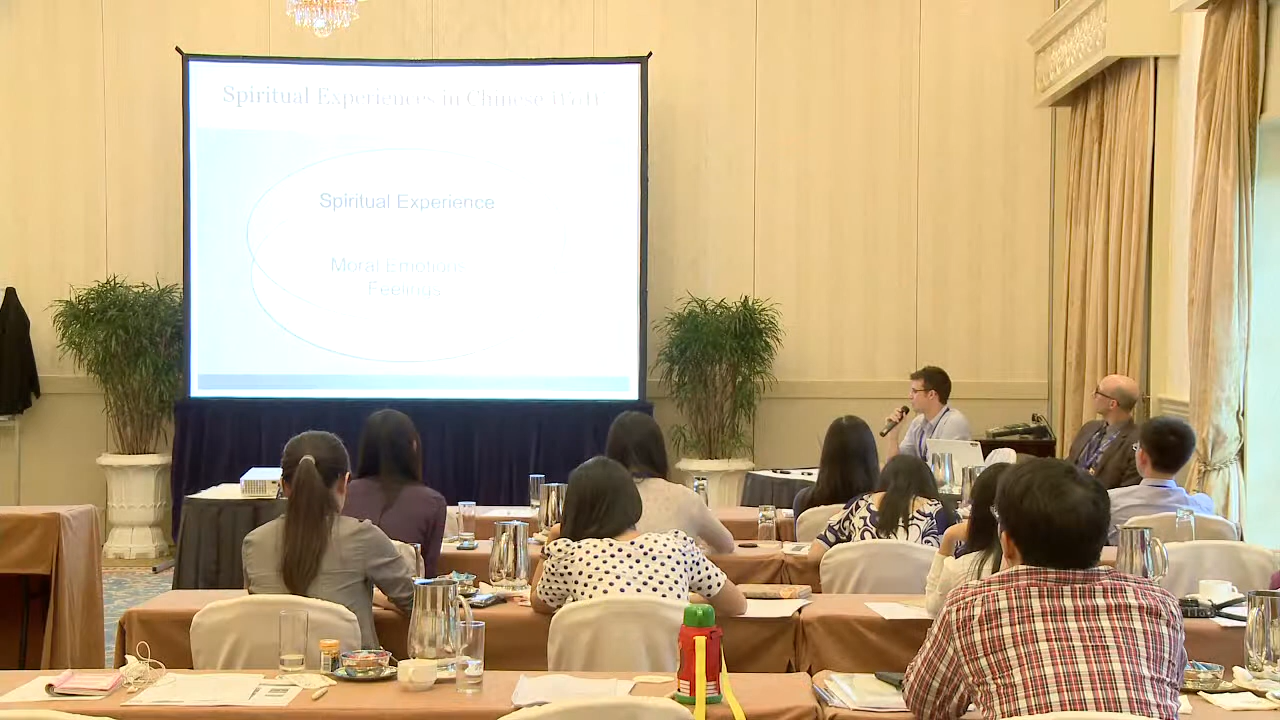 Spiritual Experiences in Chinese
Spiritual Experience
Moral Emotions
Feelings